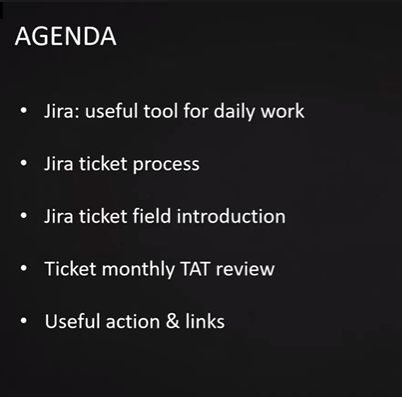 AGENDA
• Jira: useful tool for daily work
• Jira ticket process
• Jira ticket field introduction
• Ticket monthly TAT review
• Useful action & links